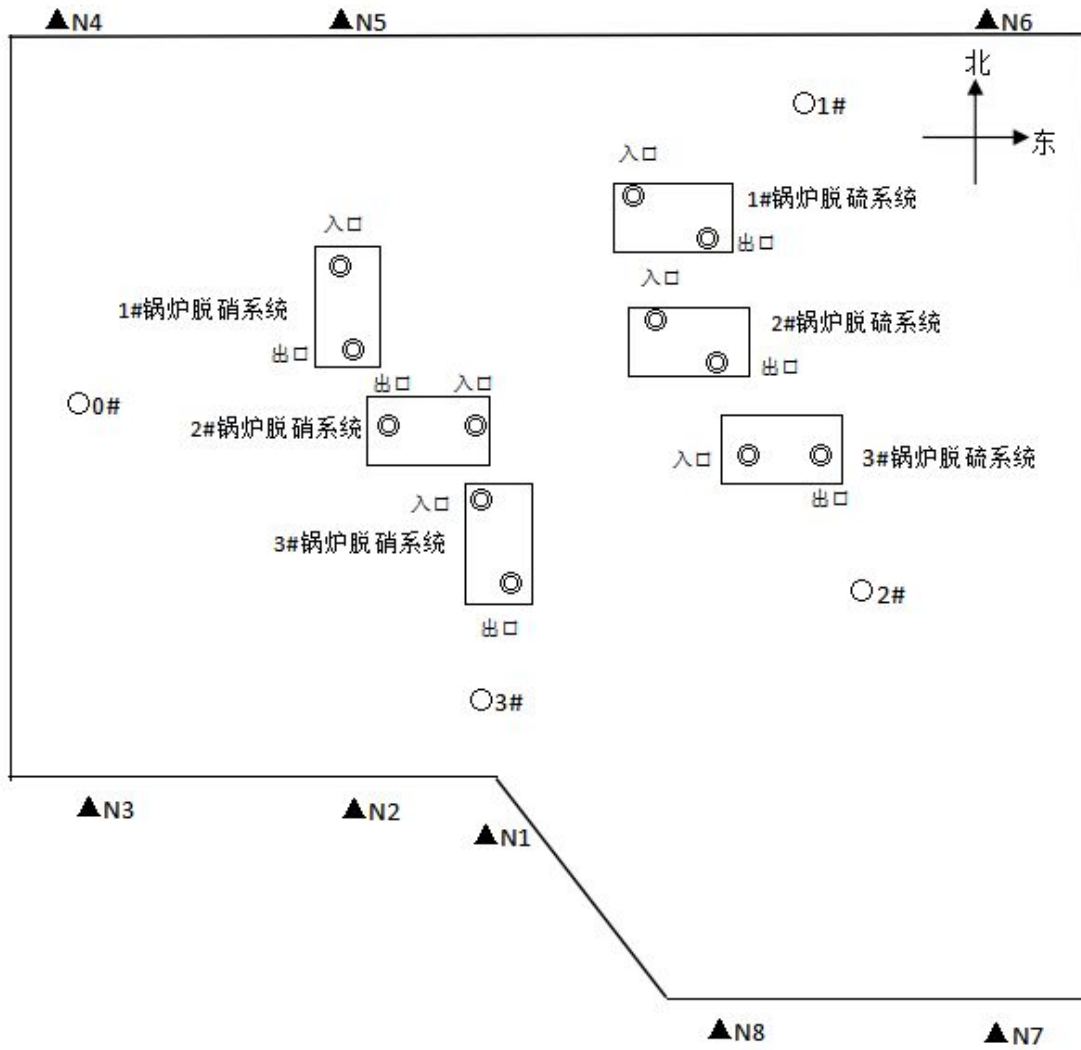 ▲N4
▲N5
▲N6
北
东
○1#
入口
1#锅炉脱硫系统
出口
入口
入口
2#锅炉脱硫系统
1#锅炉脱硝系统
出口
出口
出口
入口
○0#
2#锅炉脱硝系统
入口
3#锅炉脱硫系统
出口
入口
3#锅炉脱硝系统
出口
○2#
○3#
▲N3
▲N2
▲N1
▲N8
▲N7